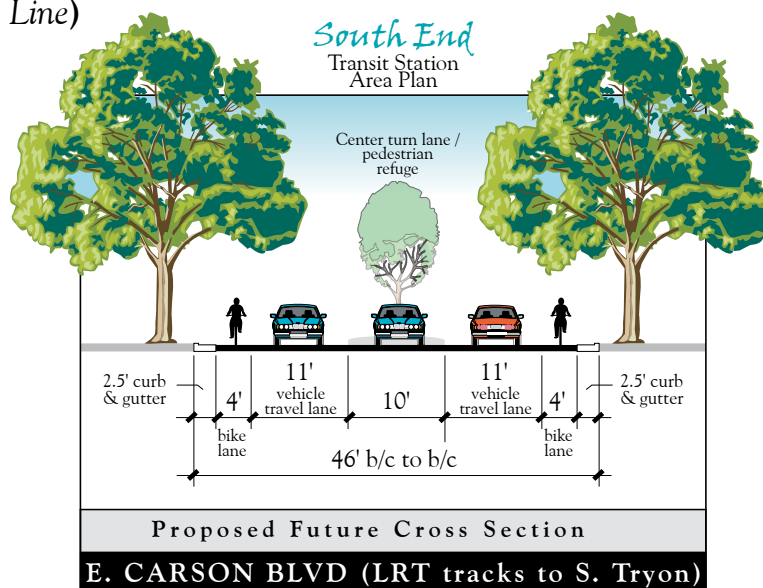 Line)
South End
Transit Station
Area Plan
Center turn lane /
pedestrian
refuge
2.5' curb
& gutter
4'
bike
lane
11'
vehicle
travel lane
10'
11'
vehicle
travel lane
4'
bike
lane
2.5' curb
& gutter
46' b/c to b/c
Proposed Future Cross Section
E. CARSON BLVD (LRT tracks to S. Tryon)